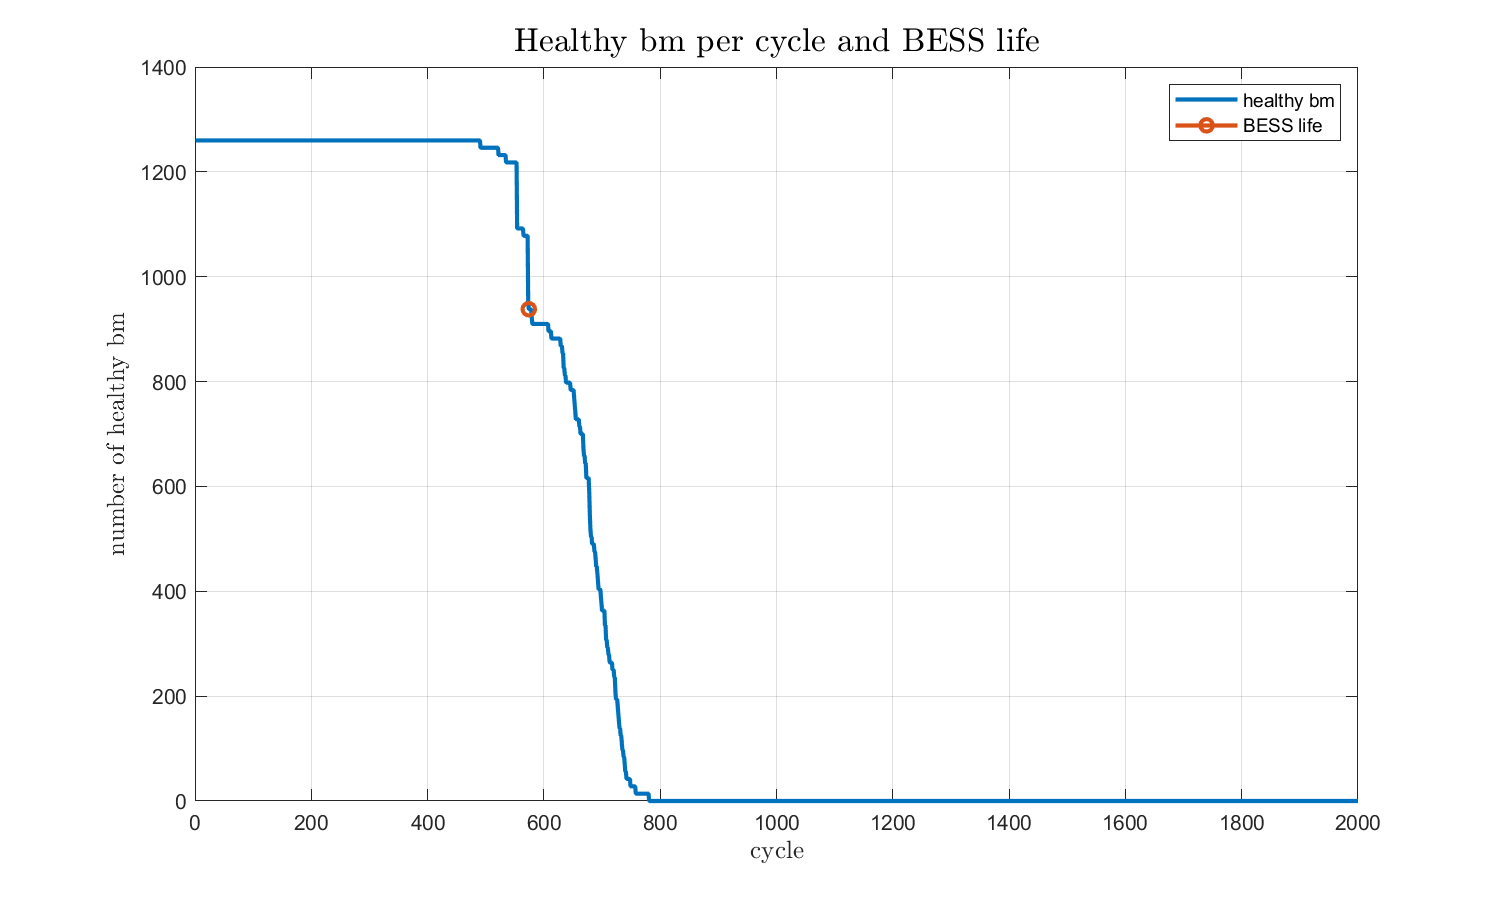 Healthy bm per cycle and BESS life
healthy bm
BESS life
number of healthy bm
1400
1200
1000
800
600
400
200
0
0 200 400 600 800 1000 1200 1400 1600 1800 2000
cycle